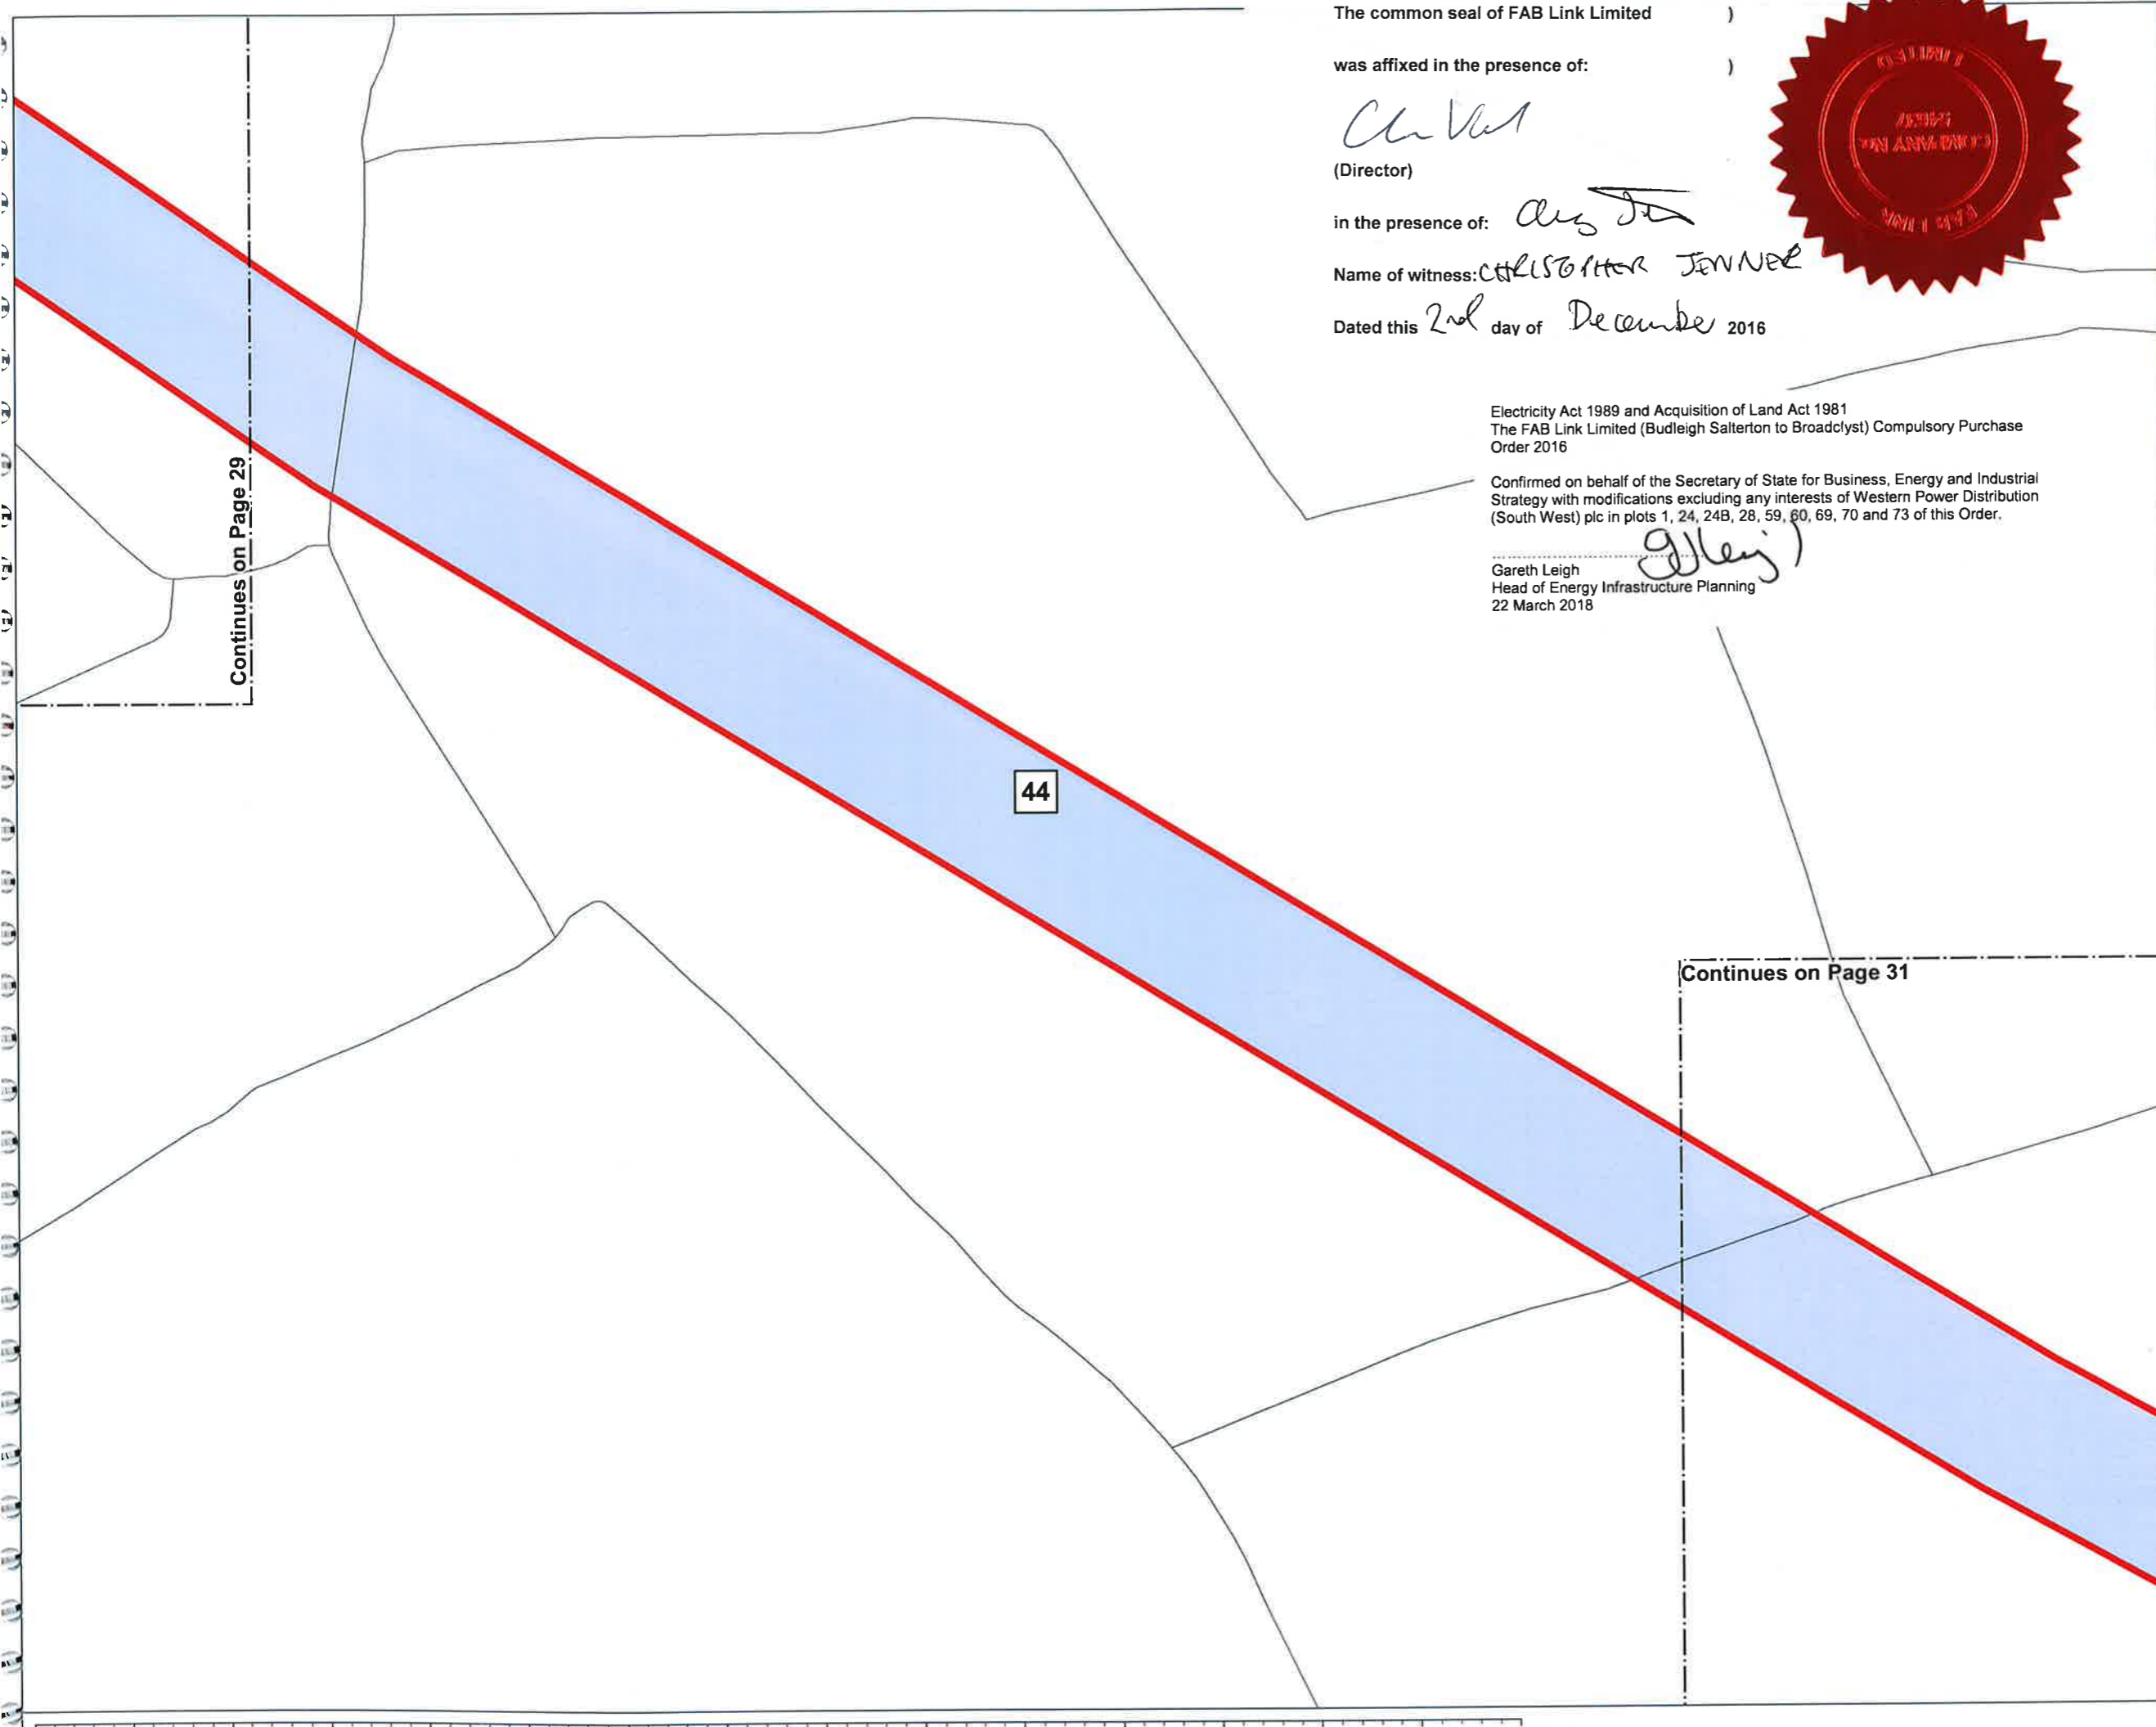 The common seal of FAB Link Limited )
was affixed in the presence of: )
(Director)
in the presence of:
Name of witness: CHRISTOPHER JENNER
Dated this 2nd day of December 2016
LIMITED
COMPANY NO.
FAB LINK
Electricity Act 1989 and Acquisition of Land Act 1981
The FAB Link Limited (Budleigh Salterton to Broadclyst) Compulsory Purchase
Order 2016
Confirmed on behalf of the Secretary of State for Business, Energy and Industrial
Strategy with modifications excluding any interests of Western Power Distribution
(South West) plc in plots 1, 24, 24B, 28, 59, 60, 69, 70 and 73 of this Order.
Gareth Leigh
Head of Energy Infrastructure Planning
22 March 2018
Continues on Page 29
44
Continues on Page 31